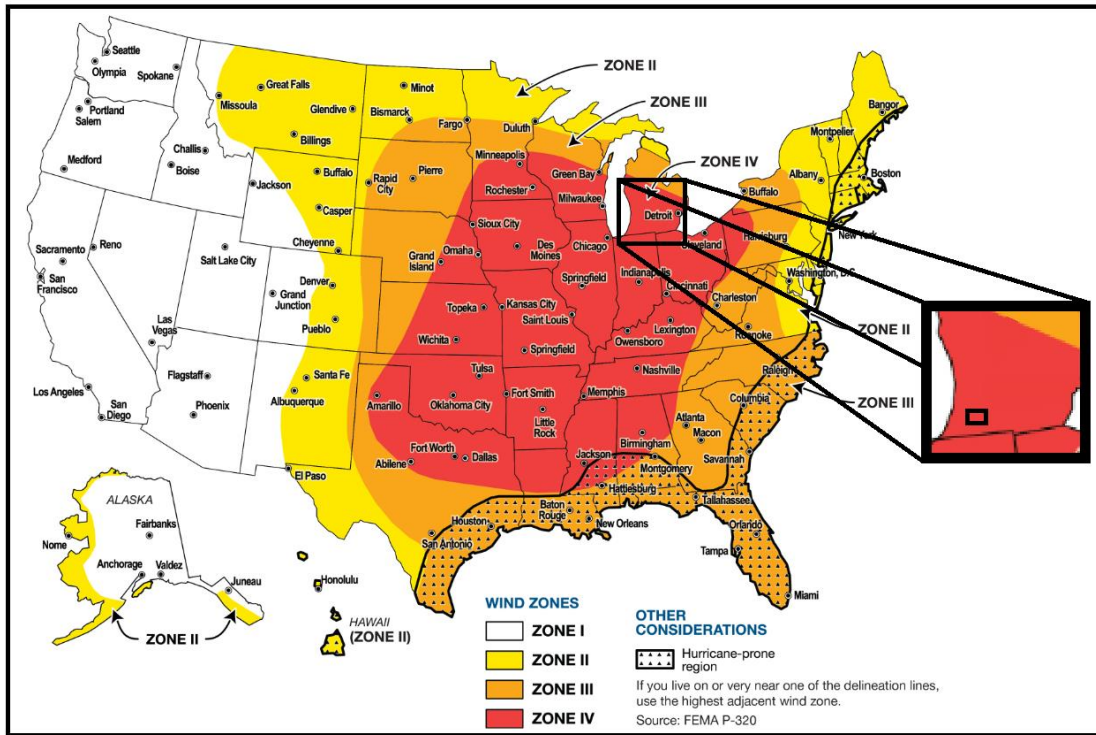 Seattle
Olympia
Spokane
Portland
Salem
Medford
Challis
Boise
Missoula
Great Falls
Glendive
Billings
Jackson
Buffalo
Casper
Cheyenne
Minot
Bismarck
Fargo
Duluth
ZONE II
ZONE III
ZONE IV
Rapid
City
Pierre
Minneapolis
Rochester
Green Bay
Milwaukee
Detroit
Bangor
Montpelier
Albany
Buffalo
Boston
New York
Harrisburg
Cleveland
Sacramento
San
Francisco
Reno
Salt Lake City
Grand
Junction
Denver
Pueblo
Grand
Island
Omaha
Sioux City
Des
Moines
Chicago
Springfield
Indianapolis
Cincinnati
Washington, D.C.
Charleston
Roanoke
ZONE II
Las
Vegas
Los Angeles
San
Diego
Flagstaff
Phoenix
Santa Fe
Albuquerque
Topeka
Kansas City
Saint Louis
Wichita
Springfield
Tulsa
Owensboro
Lexington
Nashville
Raleigh
ZONE III
Amarillo
Oklahoma City
Fort Smith
Little
Rock
Memphis
Columbia
Atlanta
Macon
Birmingham
Savannah
Fort Worth
Dallas
Abilene
El Paso
Jackson
Montgomery
Hattiesburg
Tallahassee
Houston
Baton
Rouge
New Orleans
San Antonio
Orlando
Tampa
Miami
ALASKA
Fairbanks
Nome
Anchorage
Valdez
Juneau
ZONE II
Honolulu
HAWAII
(ZONE II)
WIND ZONES
ZONE I
ZONE II
ZONE III
ZONE IV
OTHER
CONSIDERATIONS
Hurricane-prone
region
If you live on or very near one of the delineation lines,
use the highest adjacent wind zone.
Source: FEMA P-320